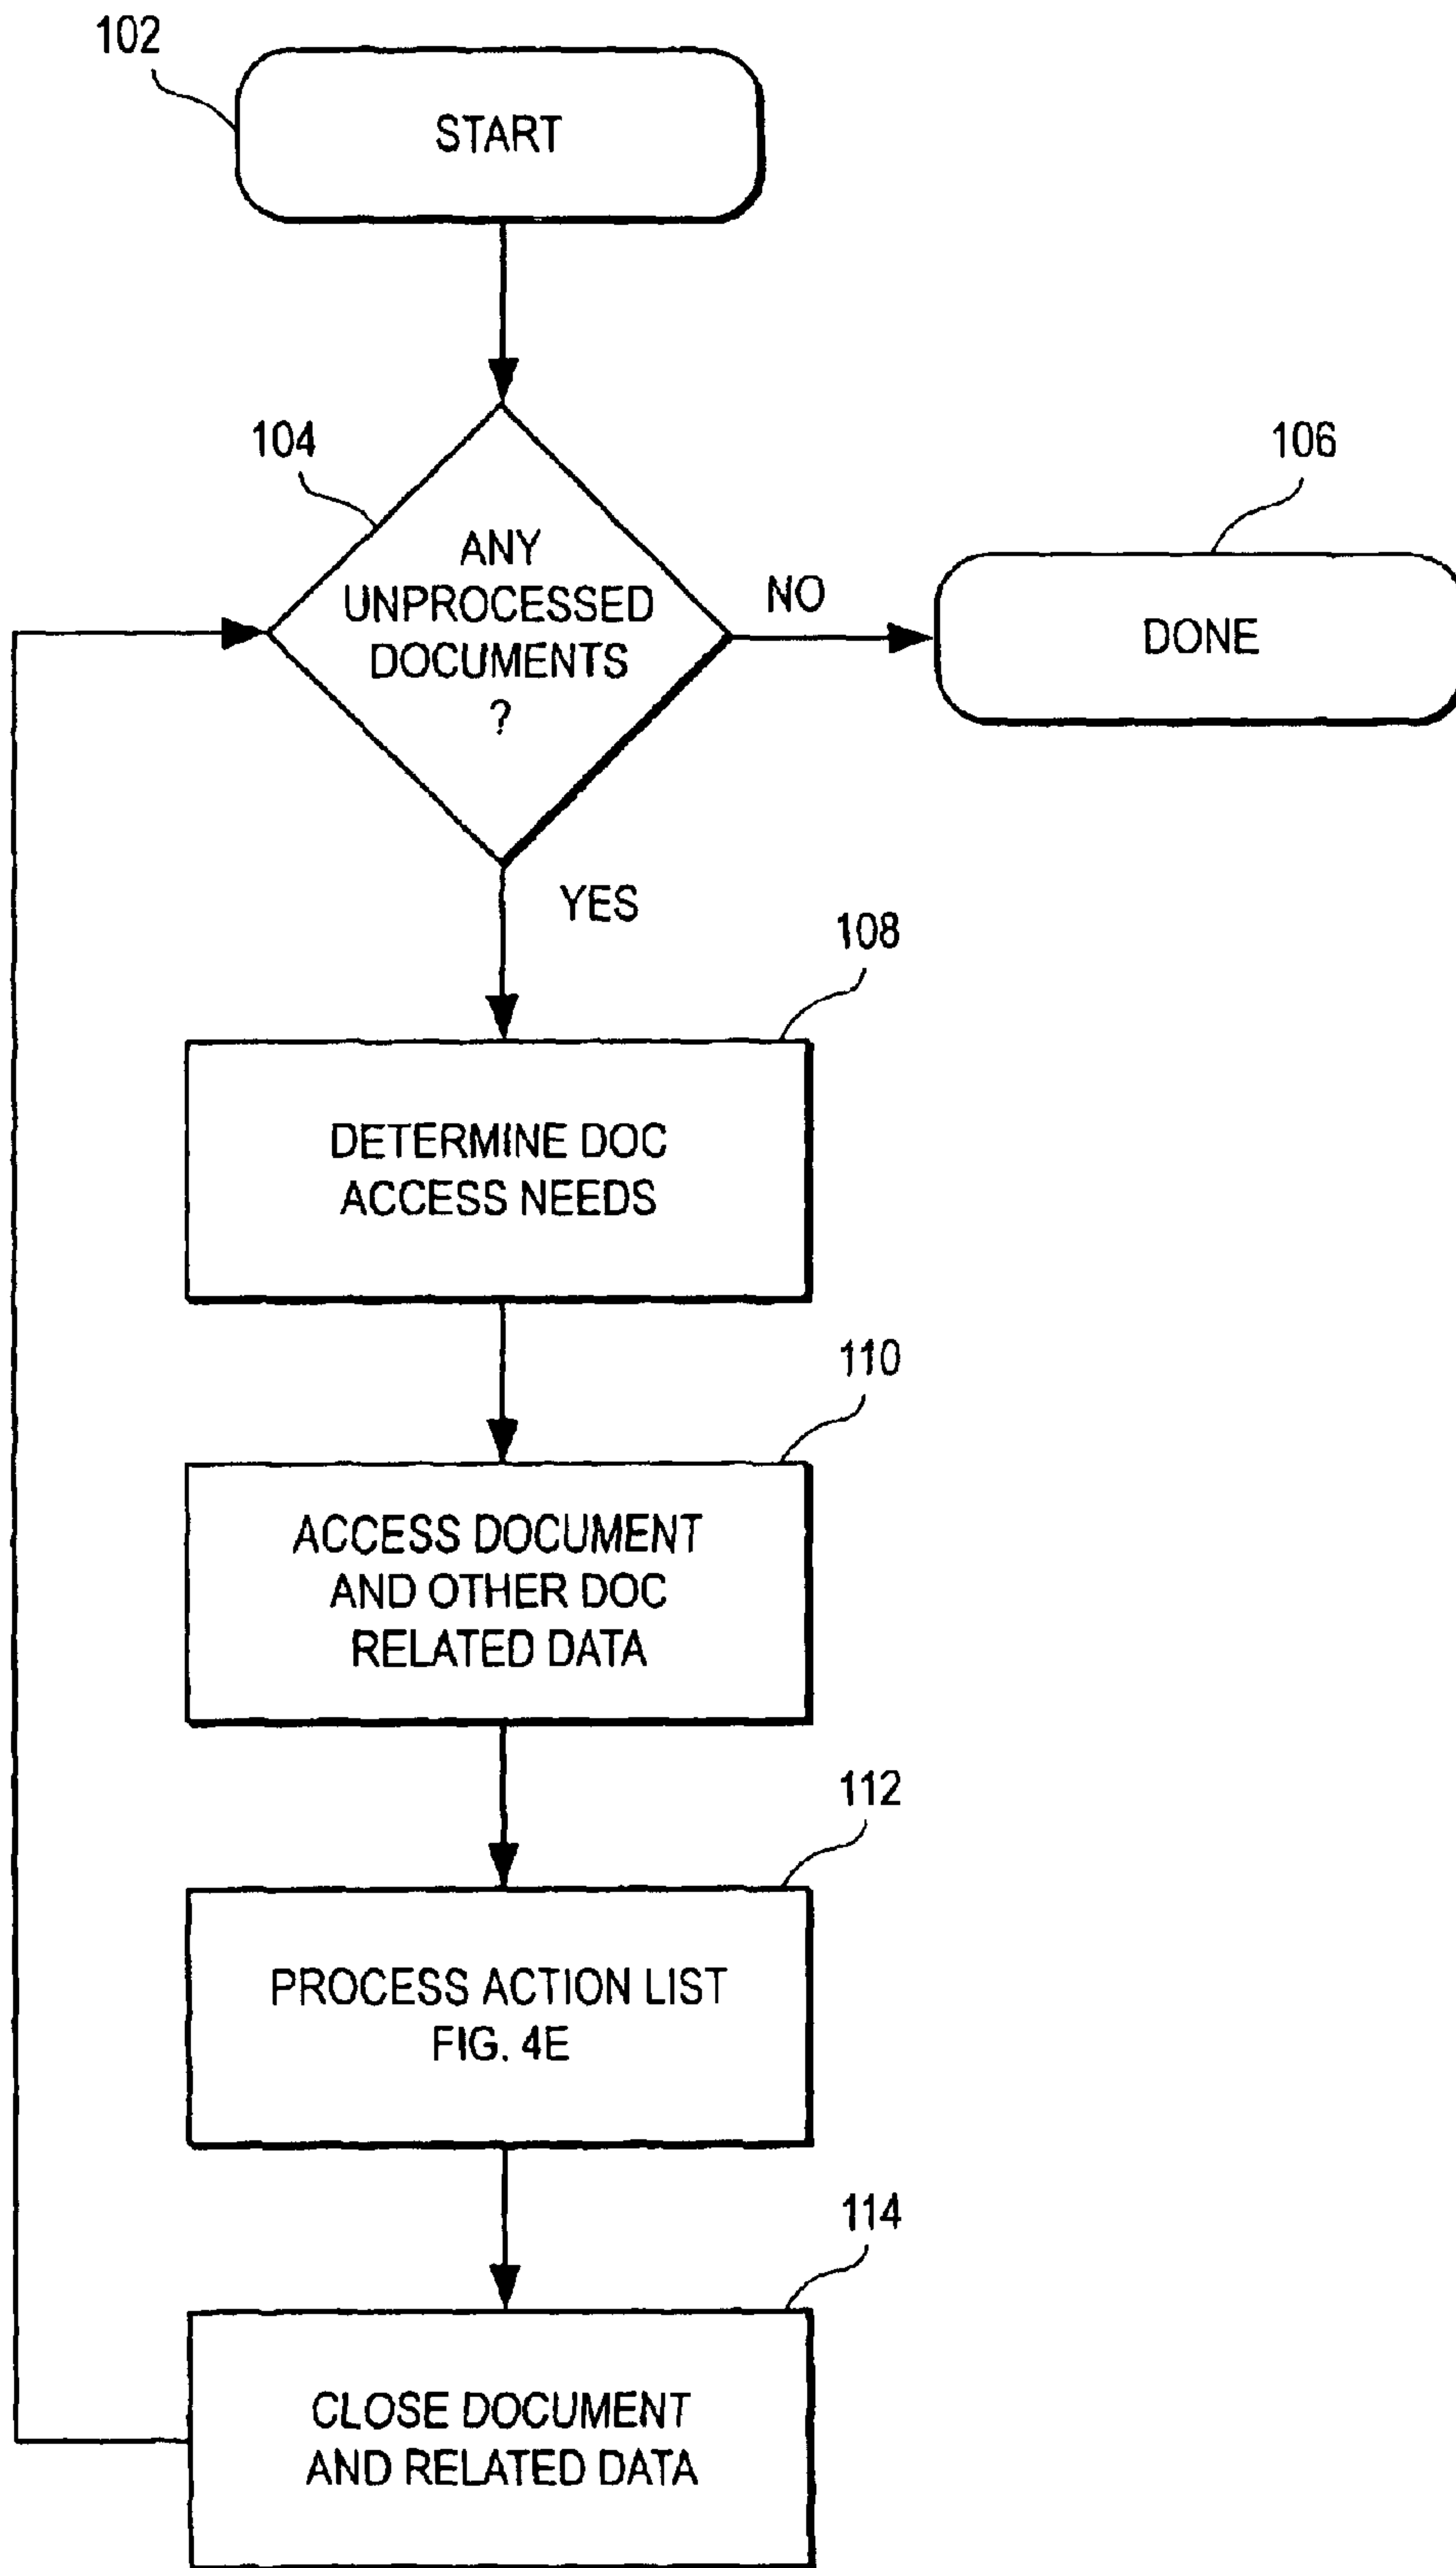 102
START
104
ANY
UNPROCESSED
DOCUMENTS
?
NO
106
DONE
YES
108
DETERMINE DOC
ACCESS NEEDS
110
ACCESS DOCUMENT
AND OTHER DOC
RELATED DATA
112
PROCESS ACTION LIST
FIG. 4E
114
CLOSE DOCUMENT
AND RELATED DATA